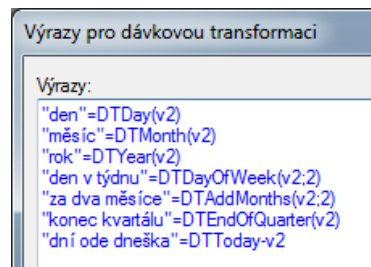 Výrazy pro dávkovou transformaci
Výrazy:
"den"=DTDay(v2)
"měsíc"=DTMonth(v2)
"rok"=DTYear(v2)
"den v týdnu"=DTDayOfWeek(v2;2)
"za dva měsíce"=DTAddMonths(v2;2)
"konec kvartálu"=DTEndOfQuarter(v2)
"dní ode dneška"=DTToday-v2